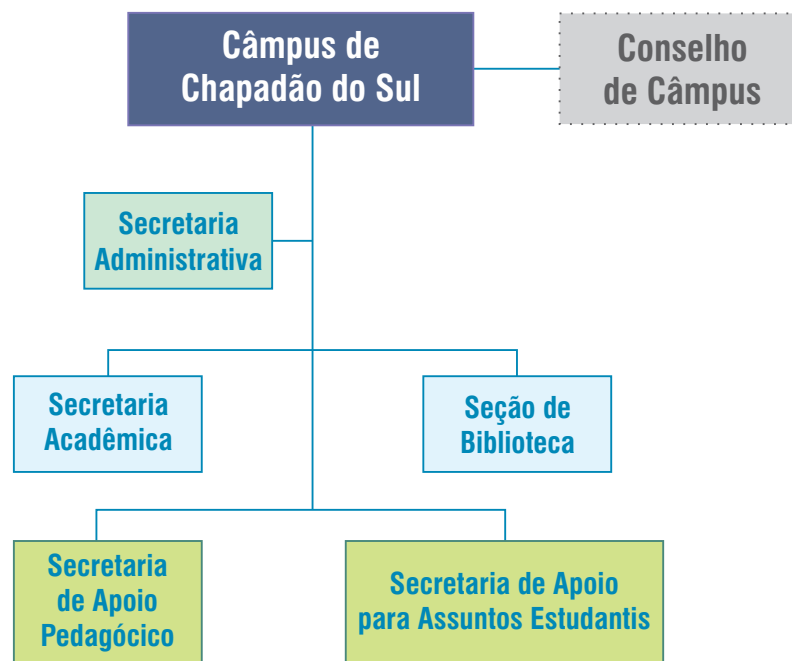 Câmpus de
Chapadão do Sul
Conselho
de Câmpus
Secretaria
Administrativa
Secretaria
Acadêmica
Seção de
Biblioteca
Secretaria
de Apoio
Pedagócico
Secretaria de Apoio
para Assuntos Estudantis